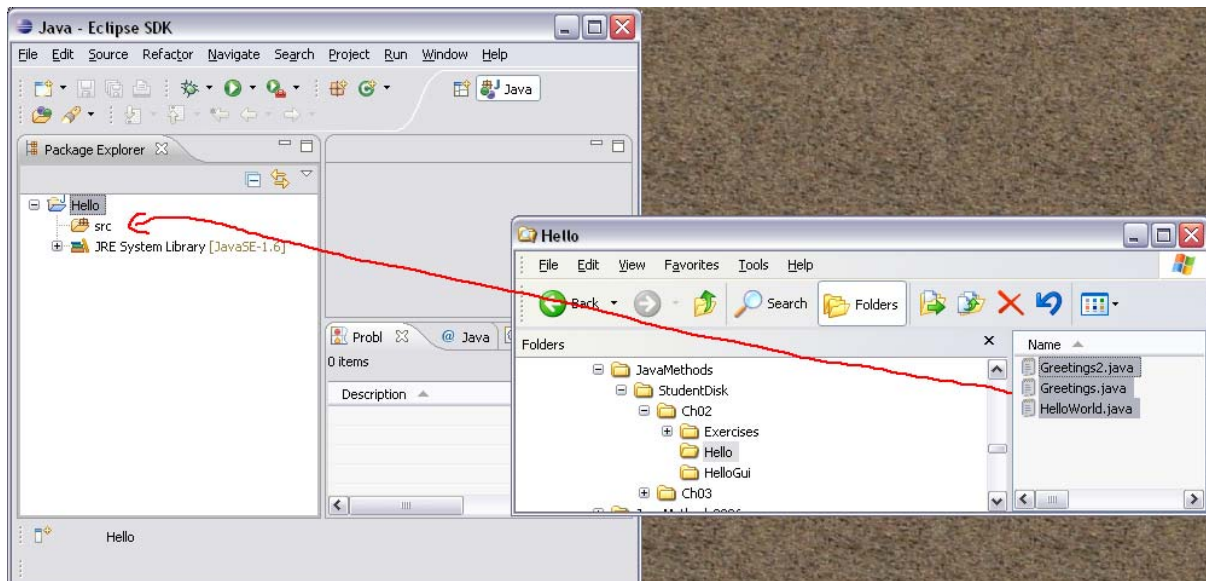 Java - Eclipse SDK
File Edit Source Refactor Navigate Search Project Run Window Help
Java
Package Explorer
Hello
src
JRE System Library [JavaSE-1.6]
Probl @ Java
0 items
Description
Hello
Hello
File Edit View Favorites Tools Help
Back Search Folders
Folders
JavaMethods
StudentDisk
Ch02
Exercises
Hello
HelloGui
Ch03
Name
Greetings2.java
Greetings.java
HelloWorld.java